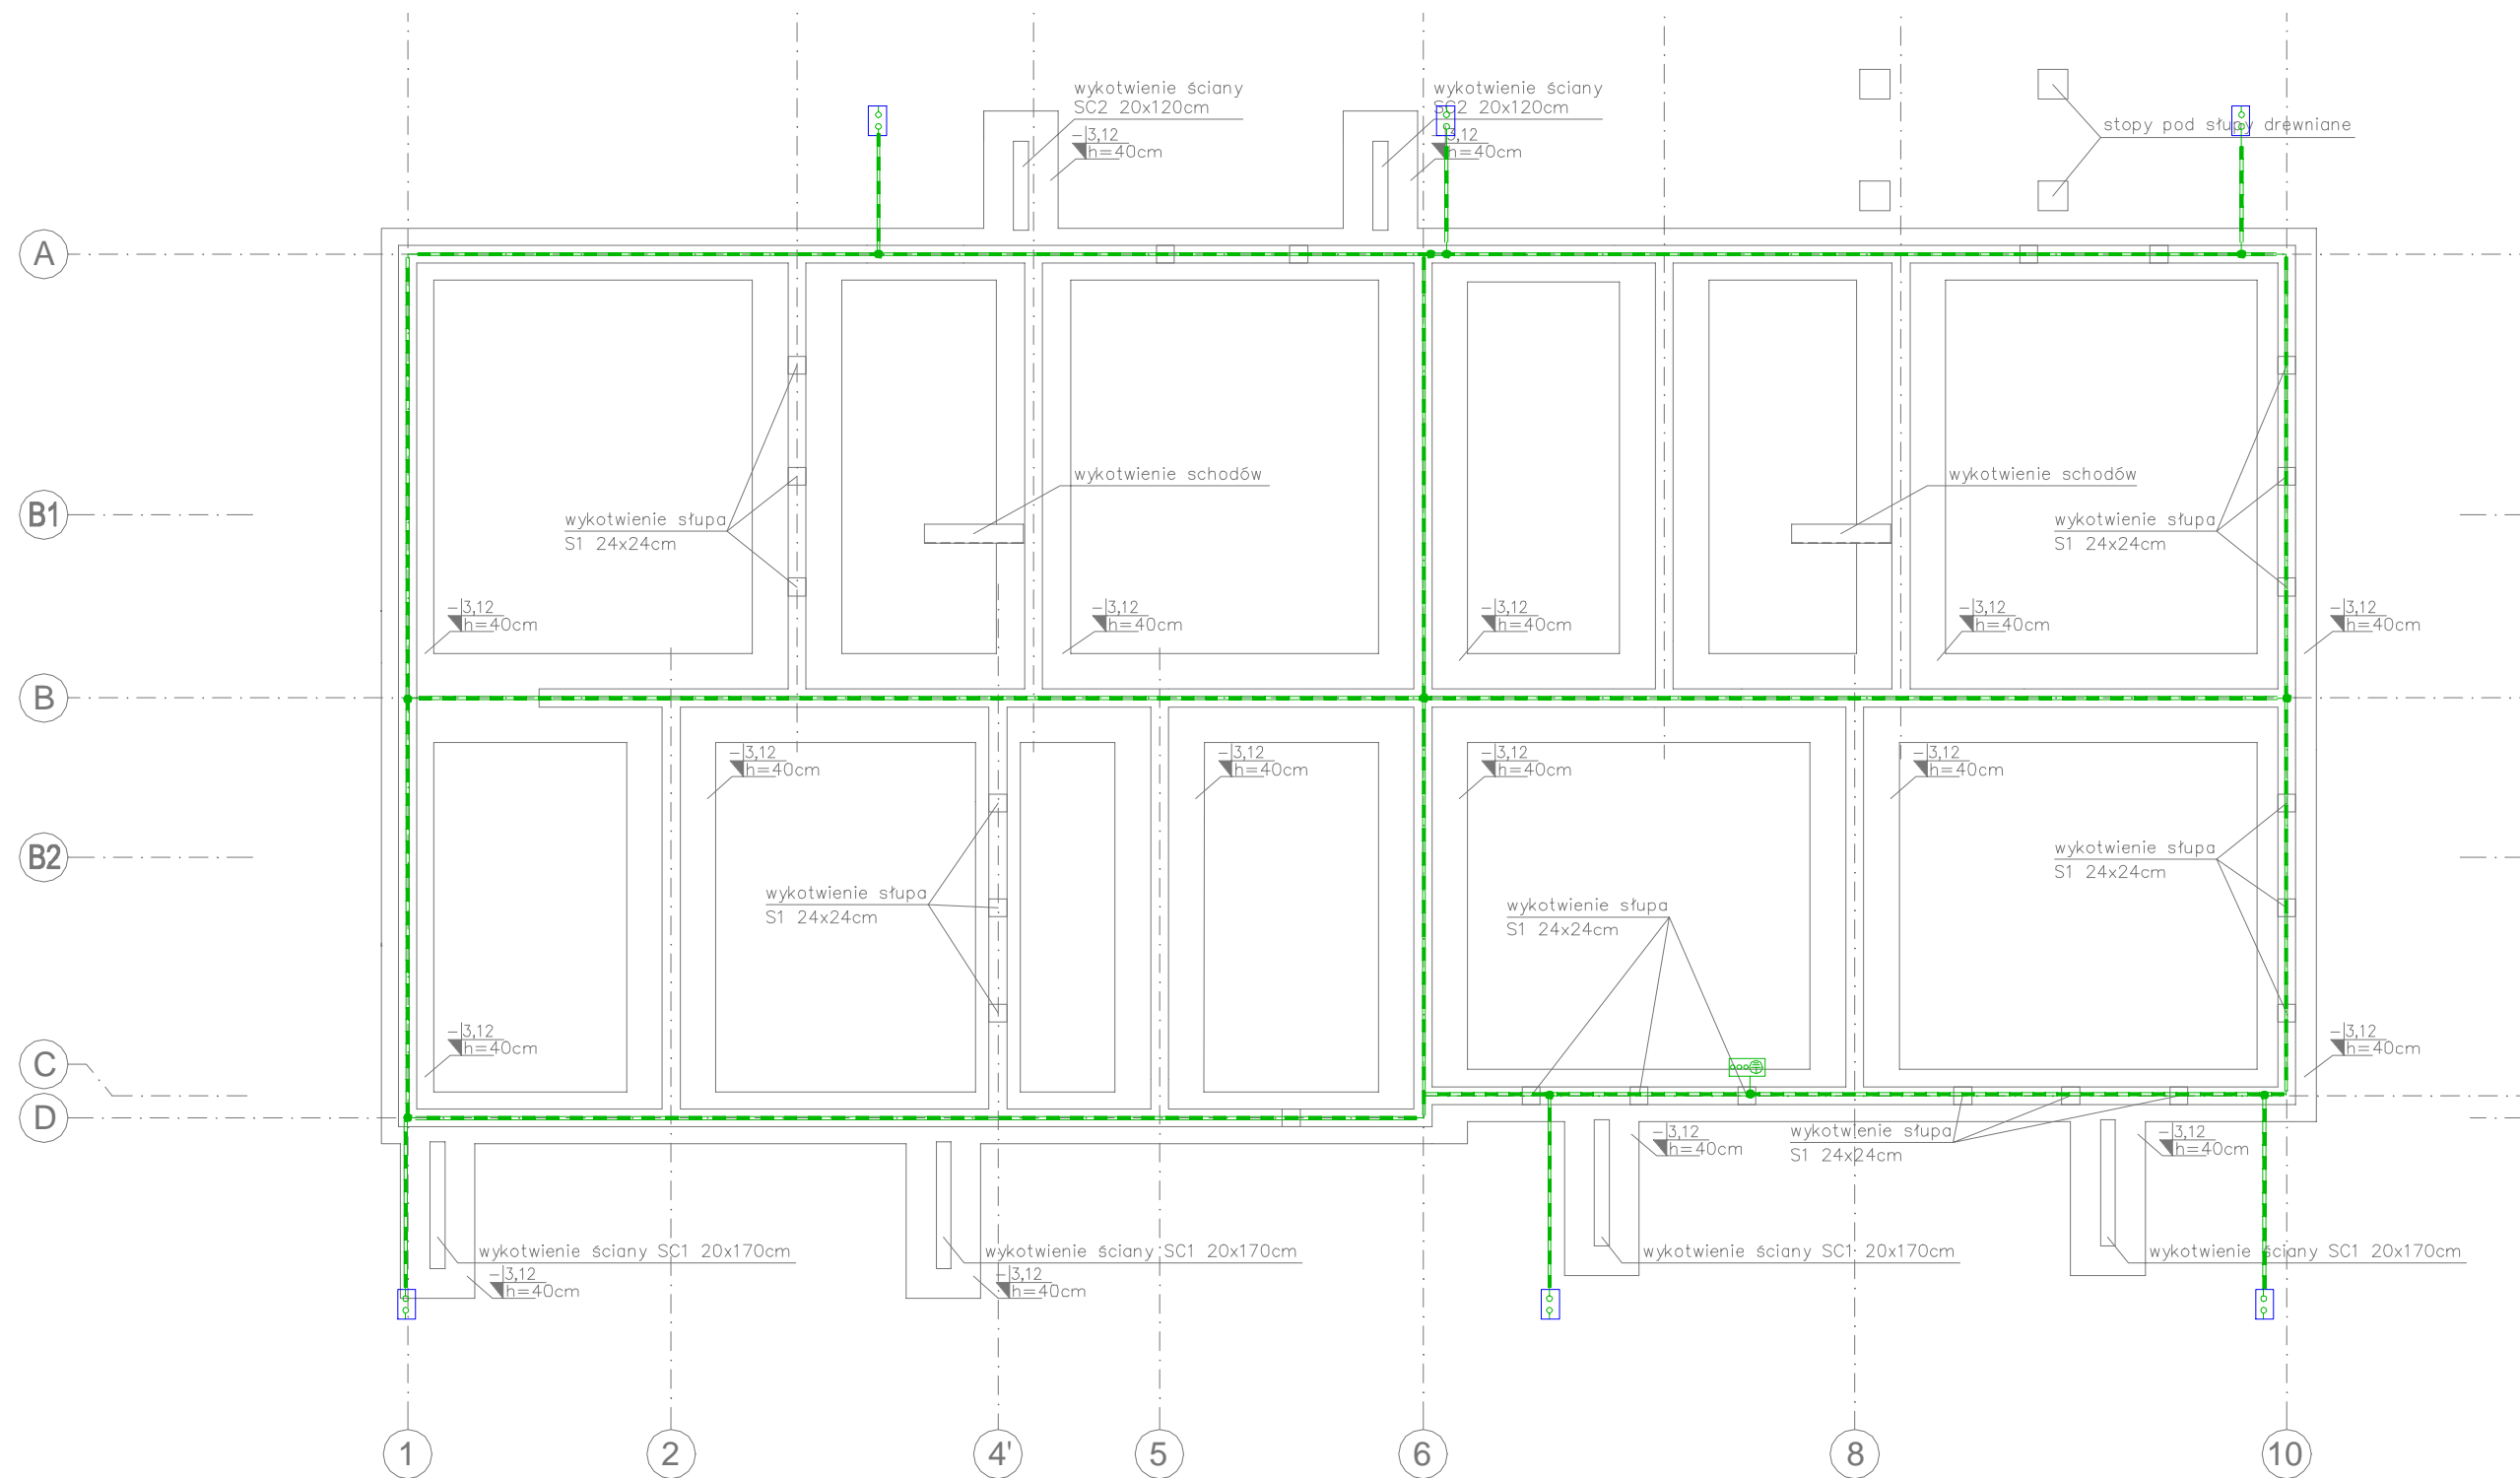 wykotwienie ściany
SC2 20x120cm
-3,12
h=40cm
wykotwienie ściany
SC2 20x120cm
-3,12
h=40cm
stopy pod słupy drewniane
A
B1
wykotwienie słupa
S1 24x24cm
wykotwienie schodów
wykotwienie schodów
wykotwienie słupa
S1 24x24cm
-3,12
h=40cm
-3,12
h=40cm
-3,12
h=40cm
-3,12
h=40cm
-3,12
h=40cm
B
-3,12
h=40cm
-3,12
h=40cm
-3,12
h=40cm
-3,12
h=40cm
B2
wykotwienie słupa
S1 24x24cm
wykotwienie słupa
S1 24x24cm
wykotwienie słupa
S1 24x24cm
-3,12
h=40cm
-3,12
h=40cm
C
D
wykotwienie słupa
S1 24x24cm
-3,12
h=40cm
-3,12
h=40cm
wykotwienie ściany SC1 20x170cm
-3,12
h=40cm
wykotwienie ściany SC1 20x170cm
-3,12
h=40cm
wykotwienie ściany SC1 20x170cm
wykotwienie ściany SC1 20x170cm
1
2
4'
5
6
8
10